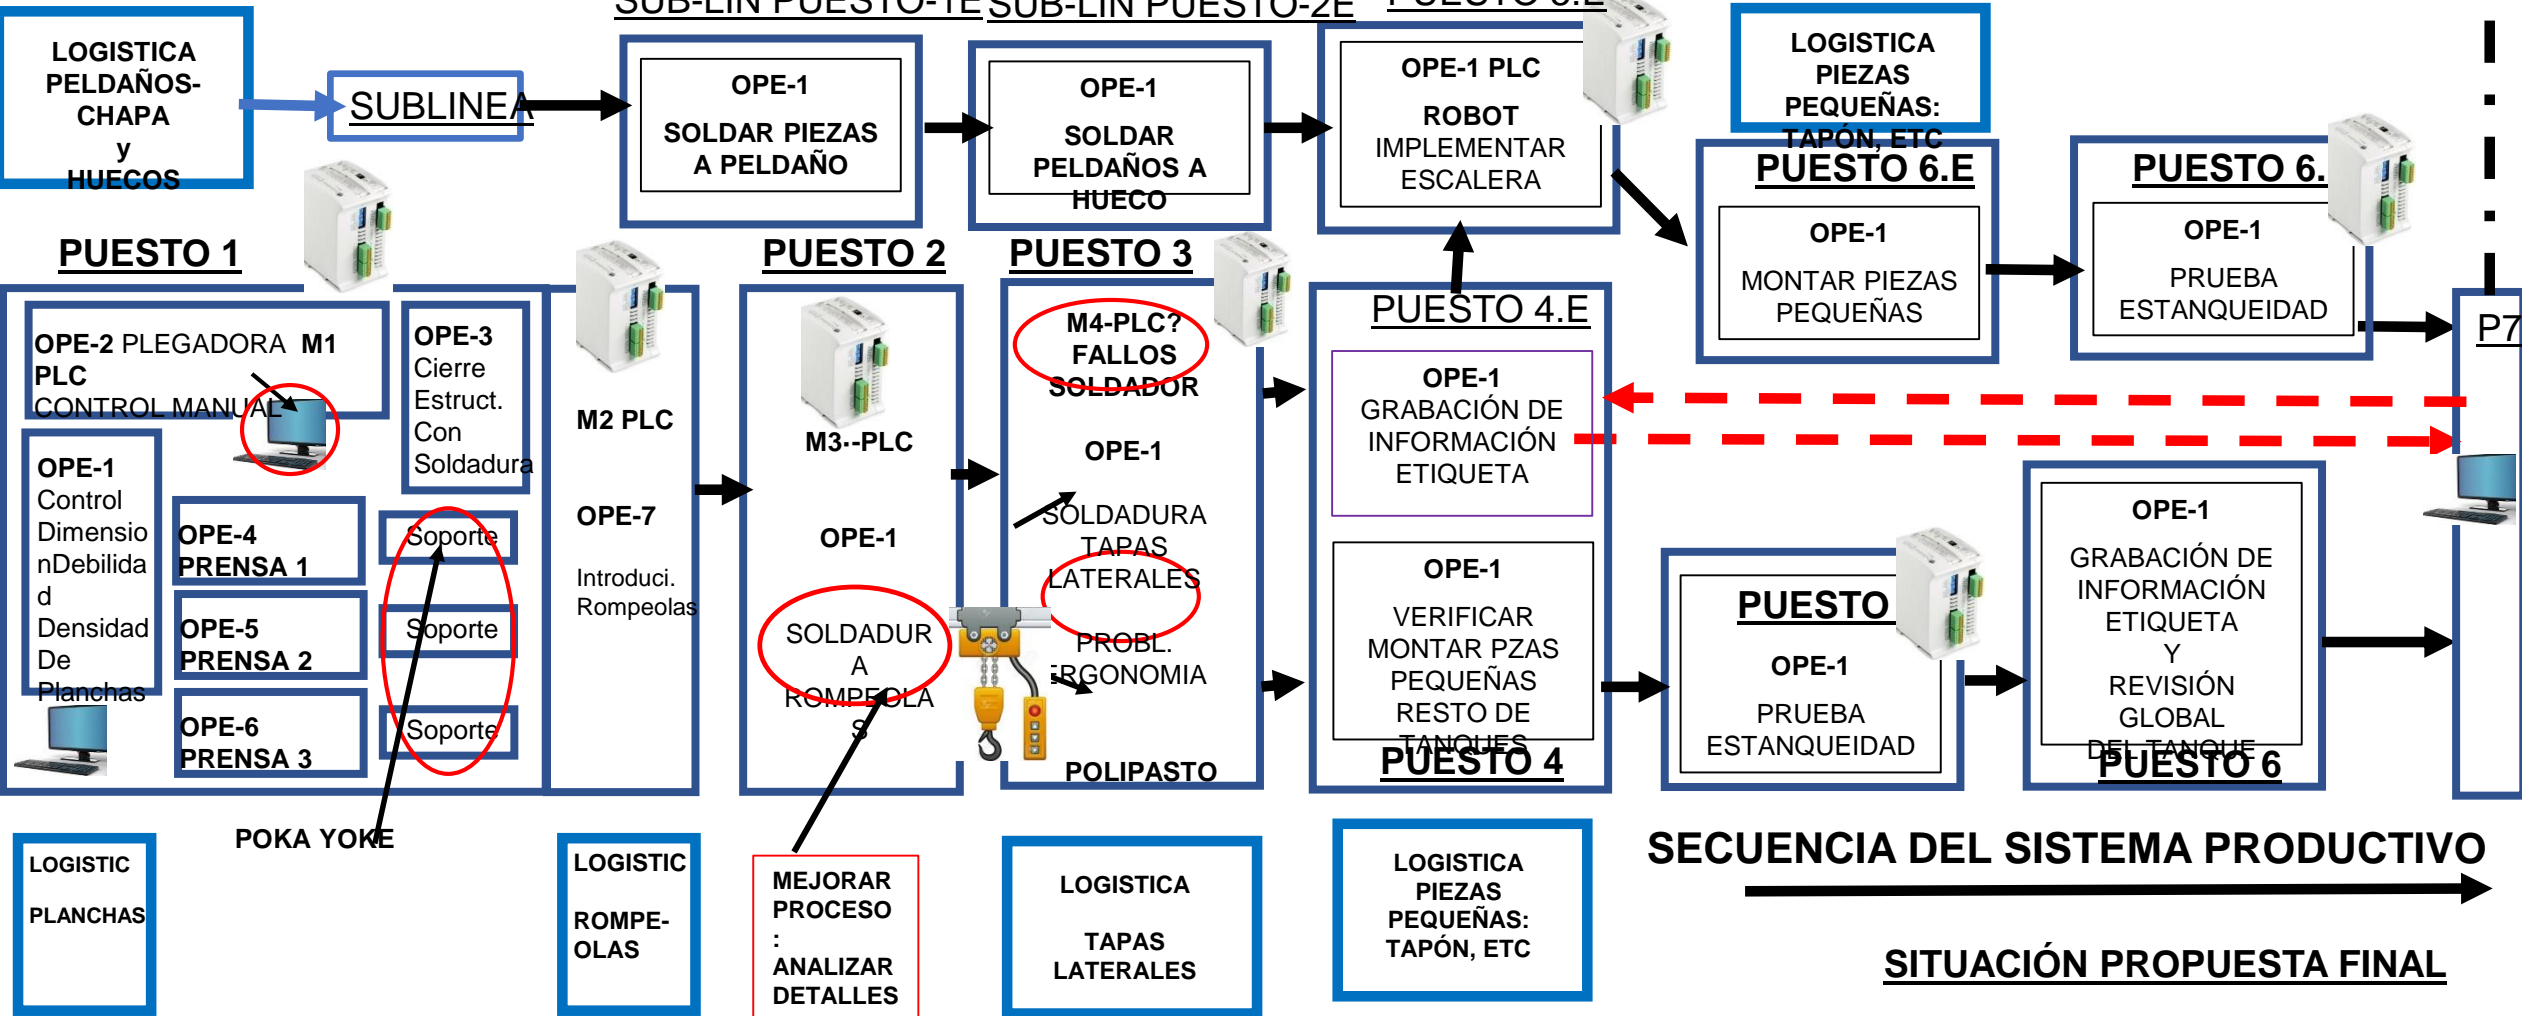 SUB-LIN PUESTO-1E
SUB-LIN PUESTO-2E
LOGISTICA
PELDAÑOS-
CHAPA
y
HUECOS
SUBLINEA
OPE-1
SOLDAR PIEZAS
A PELDAÑO
OPE-1
SOLDAR
PELDAÑOS A
HUECO
OPE-1 PLC
ROBOT
IMPLEMENTAR
ESCALERA
LOGISTICA
PIEZAS
PEQUEÑAS:
TAPÓN, ETC
PUESTO 6.E
OPE-1
MONTAR PIEZAS
PEQUEÑAS
PUESTO 6.
OPE-1
PRUEBA
ESTANQUEIDAD
P7
PUESTO 1
OPE-2 PLEGADORA M1
PLC
CONTROL MANUAL
OPE-3
Cierre
Estruct.
Con
Soldadura
OPE-1
Control
Dimensio
nDebilida
d
Densidad
De
Planchas
OPE-4
PRENSA 1
Soporte
OPE-5
PRENSA 2
Soporte
OPE-6
PRENSA 3
Soporte
M2 PLC
OPE-7
Introduci.
Rompeolas
PUESTO 2
M3.-PLC
OPE-1
SOLDADUR
A
ROMPEOLA
S
PUESTO 3
M4-PLC?
FALLOS
SOLDADOR
OPE-1
SOLDADURA
TAPAS
LATERALES
PROBL.
ERGONOMIA
POLIPASTO
PUESTO 4.E
OPE-1
GRABACIÓN DE
INFORMACIÓN
ETIQUETA
OPE-1
VERIFICAR
MONTAR PZAS
PEQUEÑAS
RESTO DE
TANQUES
PUESTO 4
PUESTO
OPE-1
PRUEBA
ESTANQUEIDAD
OPE-1
GRABACIÓN DE
INFORMACIÓN
ETIQUETA
Y
REVISIÓN
GLOBAL
DEL TANQUE
PUESTO 6
POKA YOKE
LOGISTIC
PLANCHAS
LOGISTIC
ROMPE-
OLAS
MEJORAR
PROCESO
:
ANALIZAR
DETALLES
LOGISTICA
TAPAS
LATERALES
LOGISTICA
PIEZAS
PEQUEÑAS:
TAPÓN, ETC
SECUENCIA DEL SISTEMA PRODUCTIVO
SITUACIÓN PROPUESTA FINAL